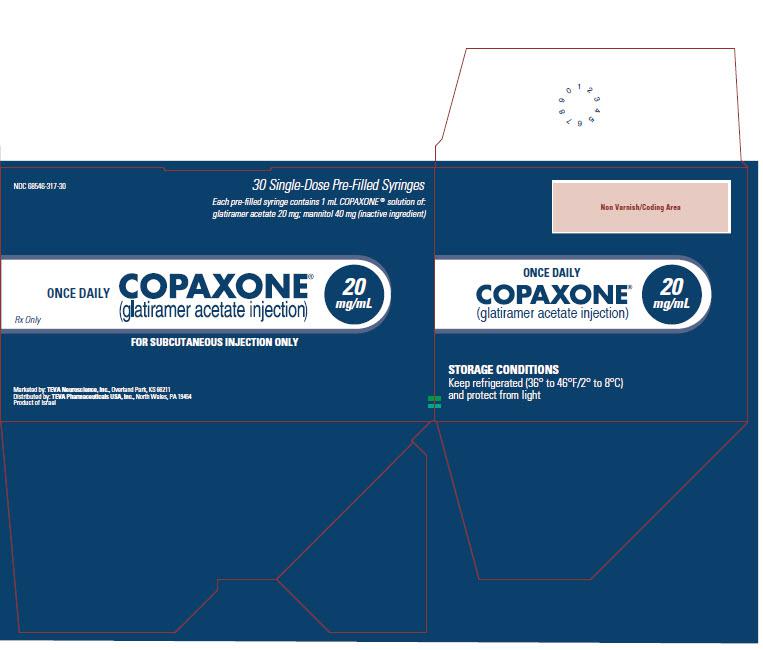 1 2 3 4 5 6 7 8 9 0
NDC 68546-317-30
30 Single-Dose Pre-Filled Syringes
Each pre-filled syringe contains 1 mL COPAXONE® solution of:
glatiramer acetate 20 mg; mannitol 40 mg (inactive ingredient)
ONCE DAILY COPAXONE®
(glatiramer acetate injection)
20
mg/mL
Rx Only
FOR SUBCUTANEOUS INJECTION ONLY
Marketed by: TEVA Neuroscience, Inc., Overland Park, KS 66211
Distributed by: TEVA Pharmaceuticals USA, Inc., North Wales, PA 19454
Product of Israel
Non Varnish/Coding Area
ONCE DAILY
COPAXONE®
(glatiramer acetate injection)
20
mg/mL
STORAGE CONDITIONS
Keep refrigerated (36° to 46°F/2° to 8°C)
and protect from light